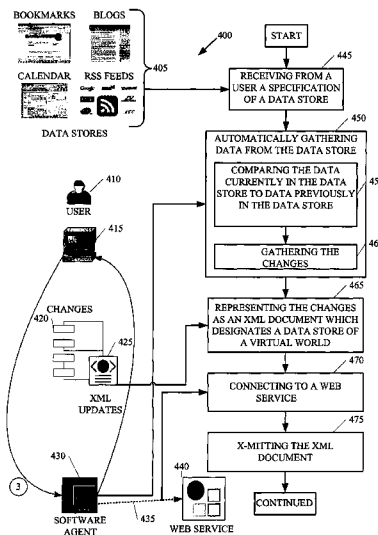 BOOKMARKS
BLOGS
CALENDAR
RSS FEEDS
Google
DATA STORES
405
400
START
445
RECEIVING FROM A
USER A SPECIFICATION
OF A DATA STORE
450
AUTOMATICALLY GATHERING
DATA FROM THE DATA STORE
COMPARING THE DATA
CURRENTLY IN THE DATA
STORE TO DATA PREVIOUSLY
IN THE DATA STORE
45
GATHERING THE
CHANGES
46
410
USER
415
CHANGES
420
425
XML
UPDATES
465
REPRESENTING THE CHANGES
AS AN XML DOCUMENT WHICH
DESIGNATES A DATA STORE OF
A VIRTUAL WORLD
470
CONNECTING TO A WEB
SERVICE
475
X-MITTING THE XML
DOCUMENT
CONTINUED
430
3
SOFTWARE
AGENT
435
440
WEB SERVICE